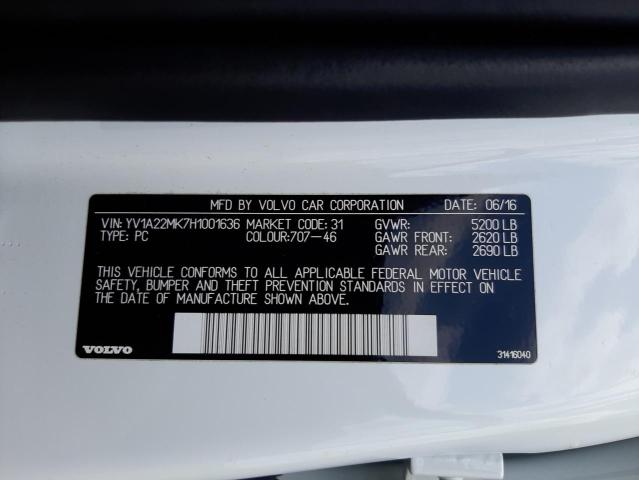 MFD BY VOLVO CAR CORPORATION DATE: 06/16
VIN: YV1A22MK7H1001636 MARKET CODE: 31 GVWR: 5200 LB
TYPE: PC COLOUR:707-46 GAWR FRONT: 2620 LB
GAWR REAR: 2690 LB
THIS VEHICLE CONFORMS TO ALL APPLICABLE FEDERAL MOTOR VEHICLE
SAFETY, BUMPER AND THEFT PREVENTION STANDARDS IN EFFECT ON
THE DATE OF MANUFACTURE SHOWN ABOVE.
VOLVO 31416040